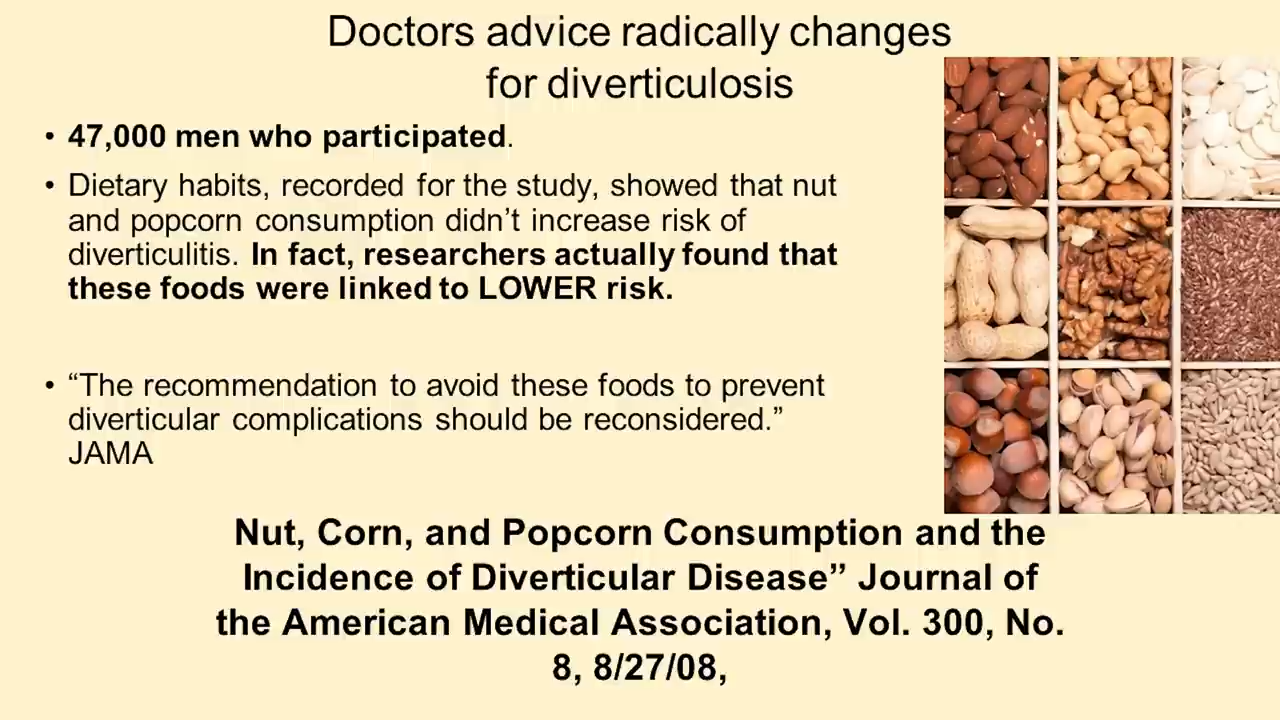 Doctors advice radically changes
for diverticulosis
• 47,000 men who participated.
• Dietary habits, recorded for the study, showed that nut
and popcorn consumption didn’t increase risk of
diverticulitis. In fact, researchers actually found that
these foods were linked to LOWER risk.
• “The recommendation to avoid these foods to prevent
diverticular complications should be reconsidered.”
JAMA
Nut, Corn, and Popcorn Consumption and the
Incidence of Diverticular Disease” Journal of
the American Medical Association, Vol. 300, No.
8, 8/27/08,